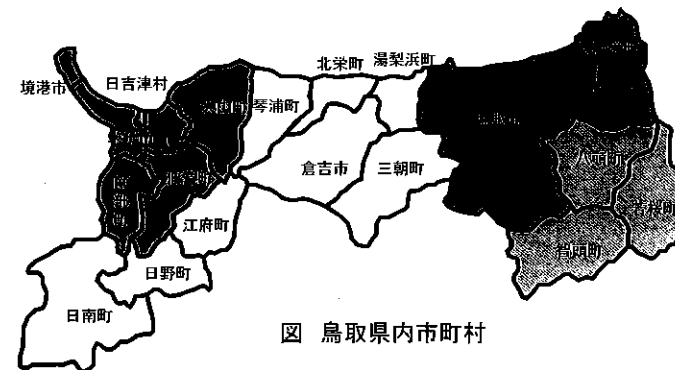 北栄町
湯梨浜町
境港市
日吉津村
琴浦町
倉吉市
三朝町
八頭町
若桜町
智頭町
江府町
日野町
日南町
図 鳥取県内市町村